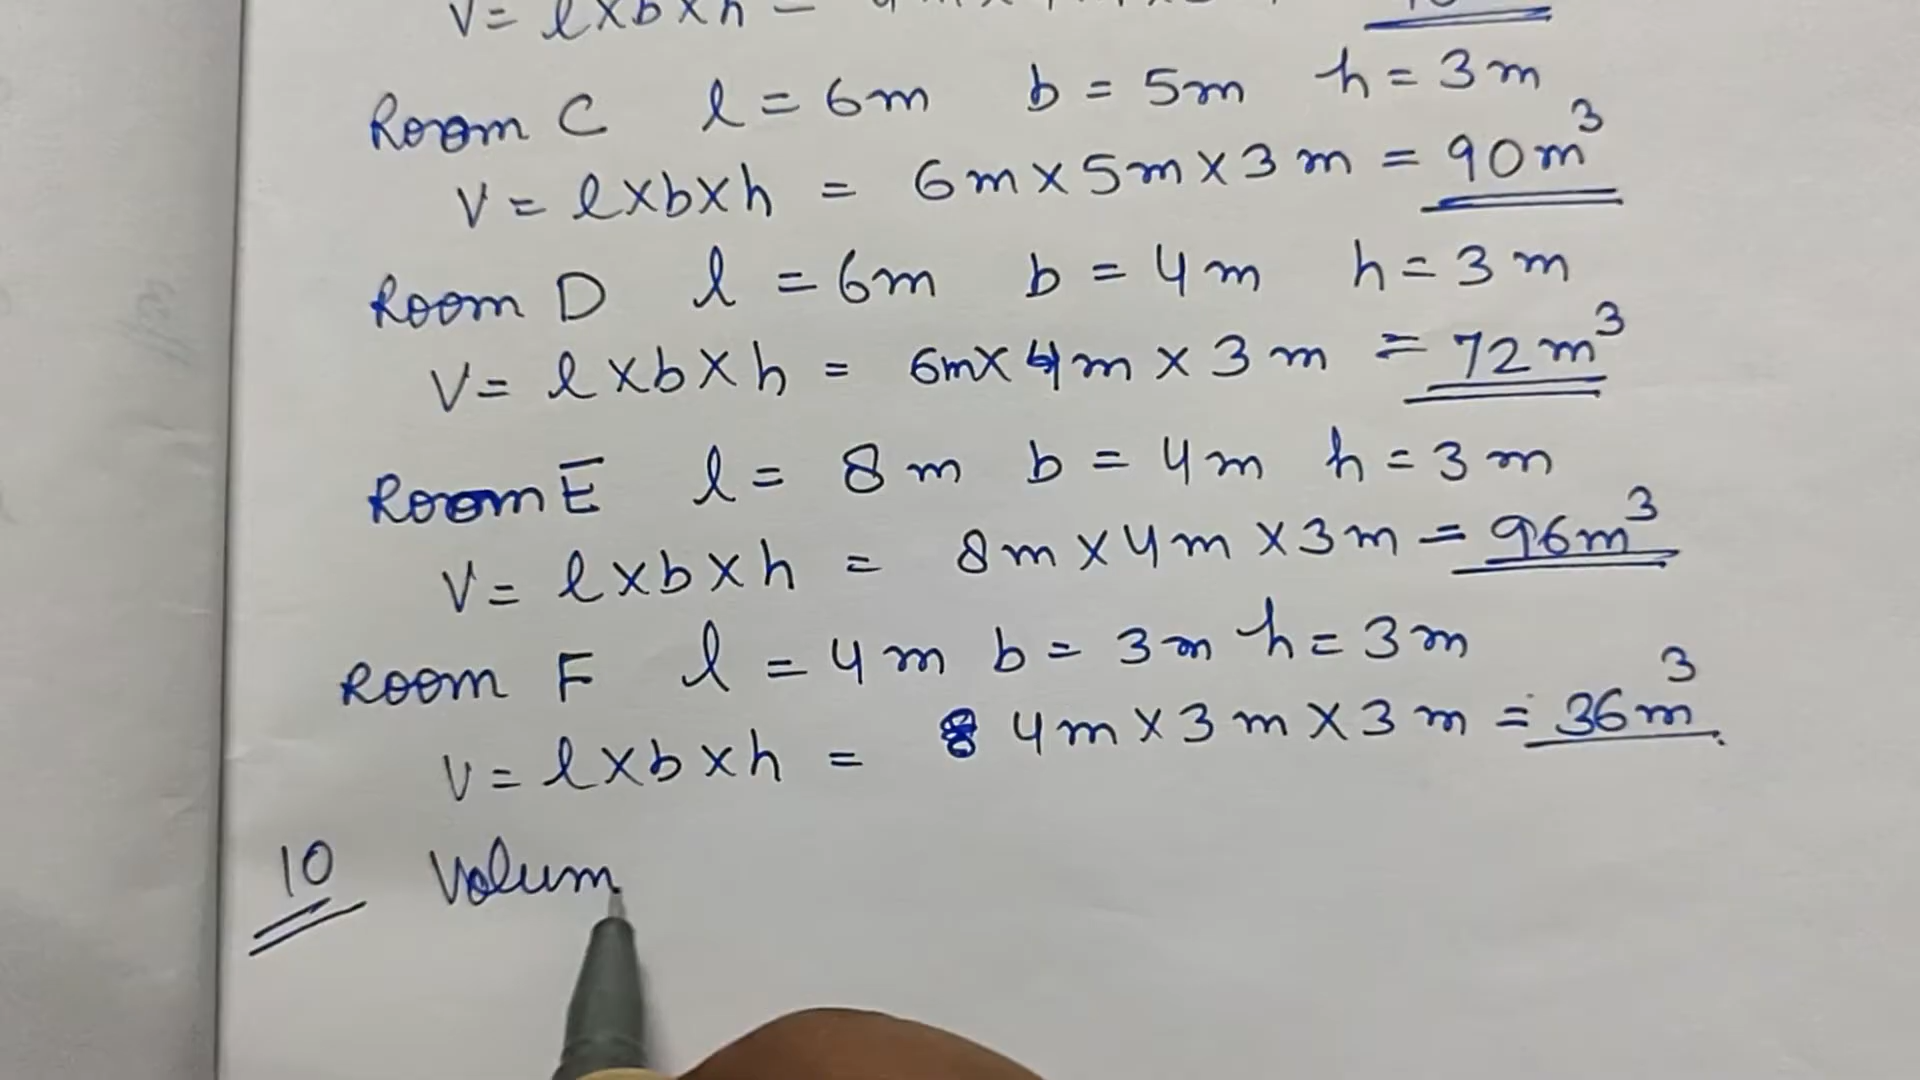 V = l×b×h =
Room C l = 6m b = 5m h = 3m
V = l×b×h = 6m×5m×3m = 90m³
Room D l = 6m b = 4m h = 3m
V = l×b×h = 6m×4m×3m = 72m³
Room E l = 8m b = 4m h = 3m
V = l×b×h = 8m×4m×3m = 96m³
Room F l = 4m b = 3m h = 3m
V = l×b×h = 4m×3m×3m = 36m³
10 Volum